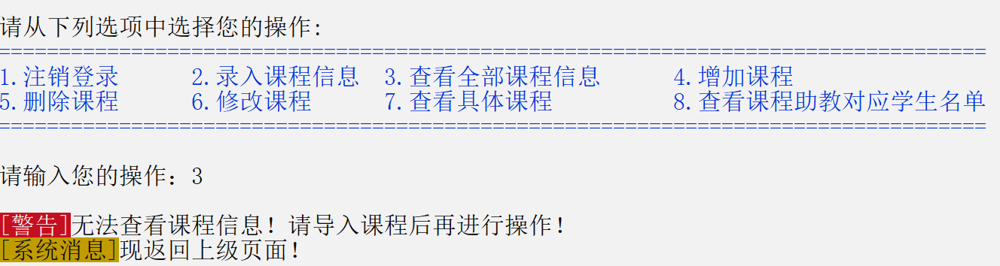 请从下列选项中选择您的操作:
==================================================================================
1.注销登录 2.录入课程信息 3.查看全部课程信息 4.增加课程
5.删除课程 6.修改课程 7.查看具体课程 8.查看课程助教对应学生名单
==================================================================================
请输入您的操作：3
[警告]无法查看课程信息！请导入课程后再进行操作！
[系统消息]现返回上级页面！